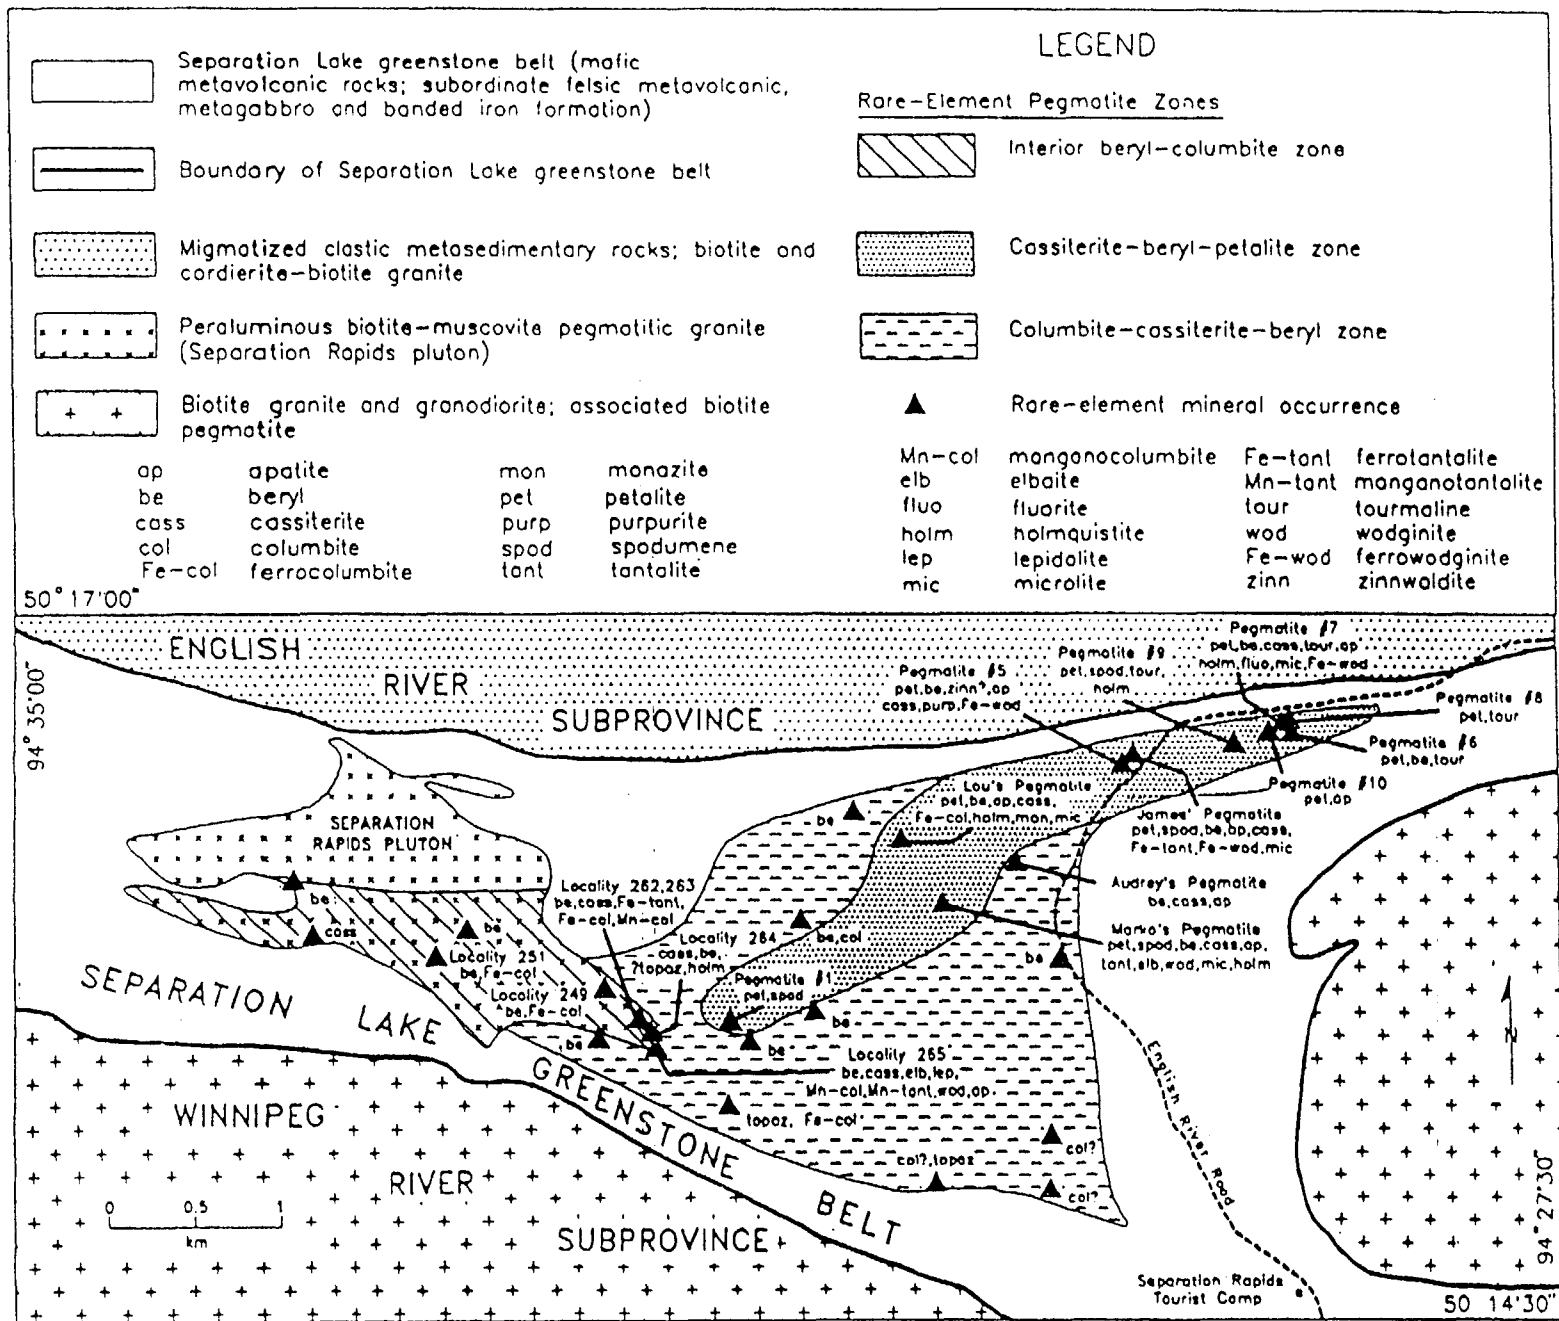 LEGEND
Separation Lake greenstone belt (mafic
metavolcanic rocks; subordinate felsic metavolcanic,
metagabbro and banded iron formation)
Boundary of Separation Lake greenstone belt
Migmatized clastic metasedimentary rocks; biotite and
cordierite-biotite granite
Peraluminous biotite-muscovite pegmatitic granite
(Separation Rapids pluton)
Biotite granite and granodiorite; associated biotite
pegmatite
Rare-Element Pegmatite Zones
Interior beryl-columbite zone
Cassiterite-beryl-petalite zone
Columbite-cassiterite-beryl zone
Rare-element mineral occurrence
ap apatite
be beryl
cass cassiterite
col columbite
Fe-col ferrocolumbite
mon monazite
pet petalite
purp purpurite
spod spodumene
tant tantalite
Mn-col manganocolumbite
elb elbaite
fluo fluorite
holm holmquistite
lep lepidolite
mic microlite
Fe-tant ferrotantalite
Mn-tant manganotantalite
tour tourmaline
wod wodginite
Fe-wod ferrowodginite
zinn zinnwaldite
50° 17'00"
94° 35'00"
ENGLISH
RIVER
SUBPROVINCE
Pegmatite #5
pet,be,zinn?,ap
cass,purp,Fe-wod
Pegmatite #9
pet,spod,tour,
holm
Pegmatite #7
pet,be,cass,tour,ap
holm,fluo,mic,Fe-wod
Pegmatite #8
pet,tour
Pegmatite #6
pet,be,tour
Pegmatite #10
pet,ap
Lou's Pegmatite
pet,be,ap,cass,
Fe-col,holm,mon,mic
James' Pegmatite
pet,spod,be,ap,cass,
Fe-tant,Fe-wod,mic
Audrey's Pegmatite
be,cass,ap
Marko's Pegmatite
pet,spod,be,cass,ap,
tant,elb,wod,mic,holm
SEPARATION
RAPIDS PLUTON
be
be
cass
be
Locality 251
be,Fe-col
Locality 249
be,Fe-col
be
Locality 262,263
be,cass,Fe-tant,
Fe-col,Mn-col
Locality 264
cass,be,
?topaz,holm
be,col
Pegmatite #1
pet,spod
be
be
be
Locality 265
be,cass,elb,lep,
Mn-col,Mn-tant,wod,ap
topaz, Fe-col
col?,topaz
col?
col?
SEPARATION
LAKE
GREENSTONE
BELT
WINNIPEG
RIVER
SUBPROVINCE
0 0.5 1
km
English River Road
N
Separation Rapids
Tourist Camp
94° 27'30"
50 14'30"